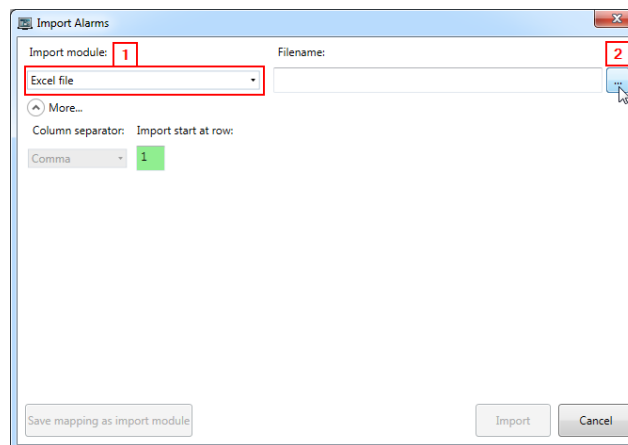 Import Alarms
x
Import module: 1 Filename: 2
Excel file ...
More...
Column separator: Import start at row:
Comma 1
Save mapping as import module Import Cancel